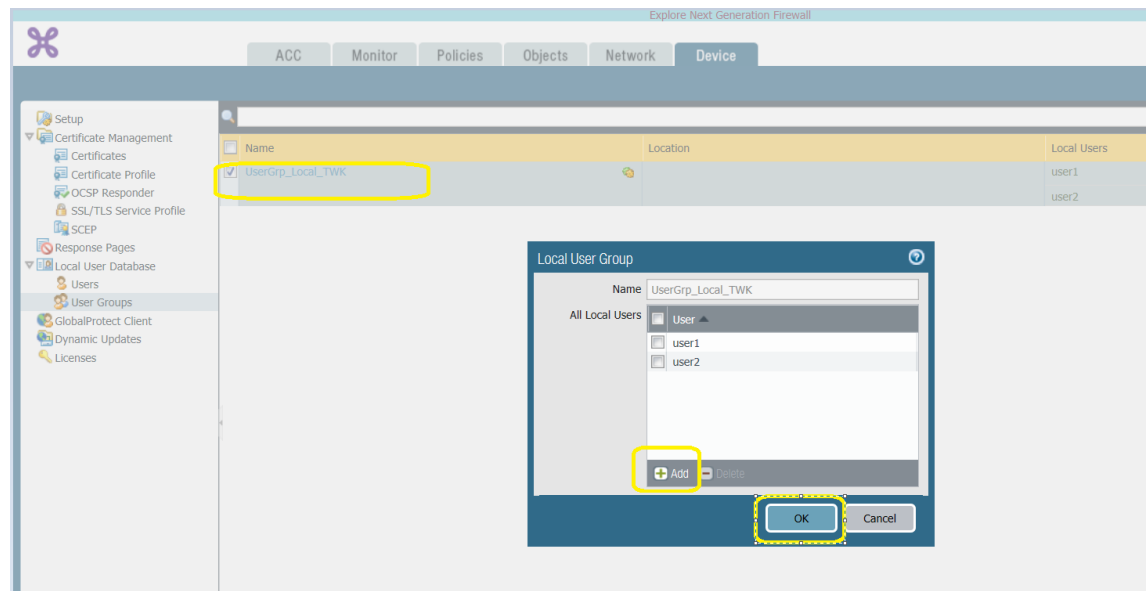 Explore Next Generation Firewall
ACC Monitor Policies Objects Network Device
Setup
Certificate Management
Certificates
Certificate Profile
OCSP Responder
SSL/TLS Service Profile
SCEP
Response Pages
Local User Database
Users
User Groups
GlobalProtect Client
Dynamic Updates
Licenses
Name Location Local Users
UserGrp_Local_TWK user1
user2
Local User Group
Name UserGrp_Local_TWK
All Local Users User
user1
user2
Add Delete
OK Cancel